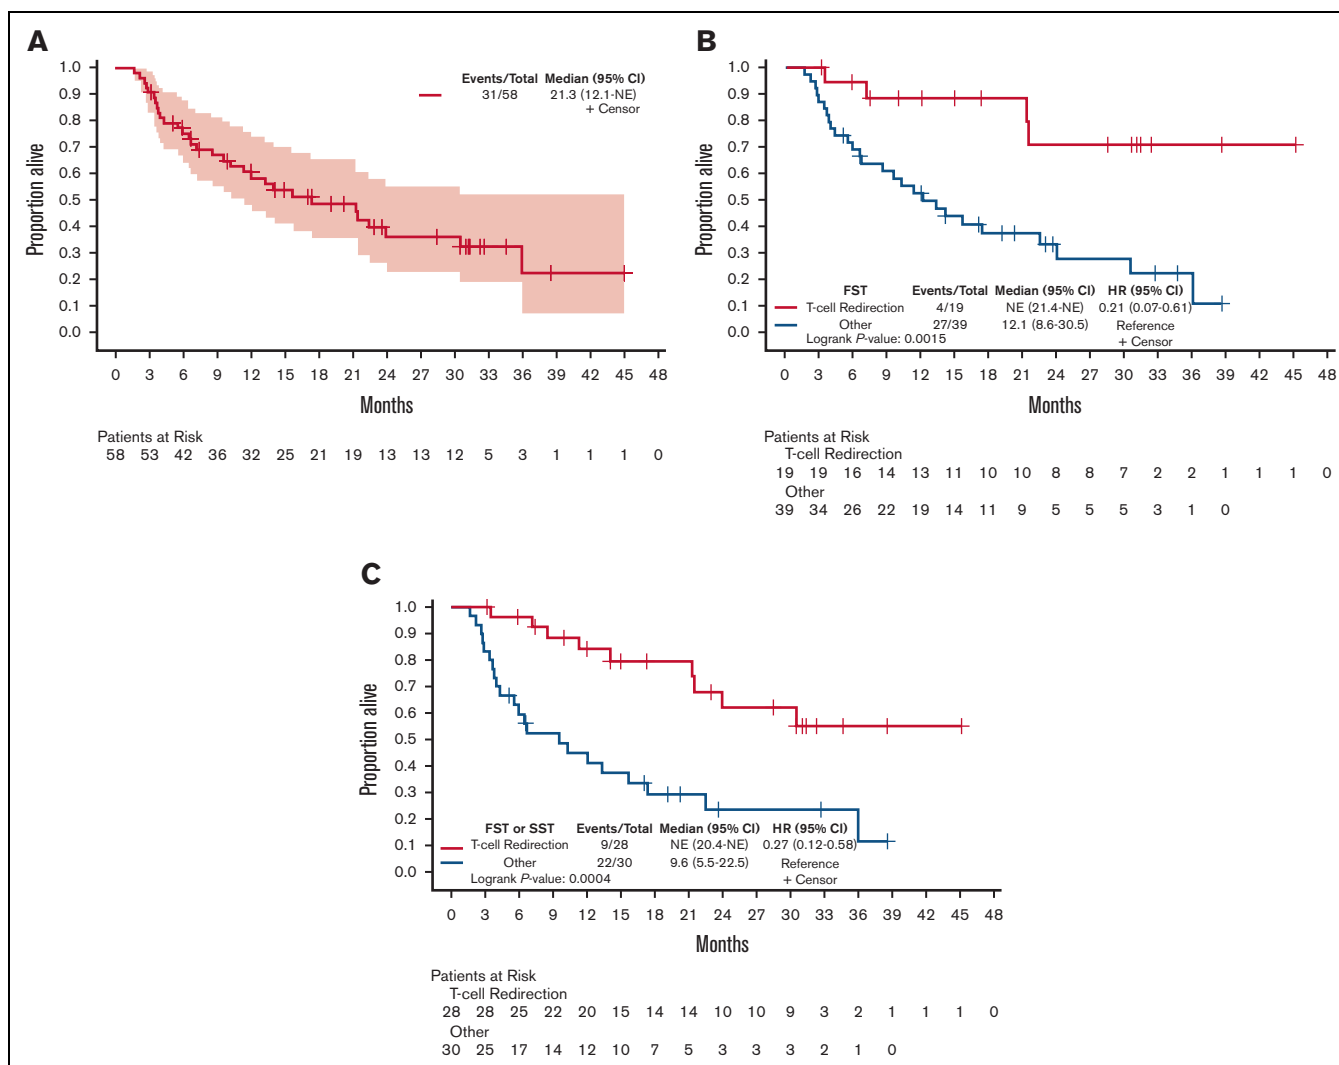 A
Events/Total Median (95% CI)
31/58 21.3 (12.1-NE)
+ Censor
Proportion alive
1.0
0.9
0.8
0.7
0.6
0.5
0.4
0.3
0.2
0.1
0.0
0 3 6 9 12 15 18 21 24 27 30 33 36 39 42 45 48
Months
Patients at Risk
58 53 42 36 32 25 21 19 13 13 12 5 3 1 1 1 0
B
Proportion alive
1.0
0.9
0.8
0.7
0.6
0.5
0.4
0.3
0.2
0.1
0.0
FST Events/Total Median (95% CI) HR (95% CI)
T-cell Redirection 4/19 NE (21.4-NE) 0.21 (0.07-0.61)
Other 27/39 12.1 (8.6-30.5) Reference
Logrank P-value: 0.0015 + Censor
0 3 6 9 12 15 18 21 24 27 30 33 36 39 42 45 48
Months
Patients at Risk
T-cell Redirection
19 19 16 14 13 11 10 10 8 8 7 2 2 1 1 1 0
Other
39 34 26 22 19 14 11 9 5 5 5 3 1 0
C
Proportion alive
1.0
0.9
0.8
0.7
0.6
0.5
0.4
0.3
0.2
0.1
0.0
FST or SST Events/Total Median (95% CI) HR (95% CI)
T-cell Redirection 9/28 NE (20.4-NE) 0.27 (0.12-0.58)
Other 22/30 9.6 (5.5-22.5) Reference
Logrank P-value: 0.0004 + Censor
0 3 6 9 12 15 18 21 24 27 30 33 36 39 42 45 48
Months
Patients at Risk
T-cell Redirection
28 28 25 22 20 15 14 14 10 10 9 3 2 1 1 1 0
Other
30 25 17 14 12 10 7 5 3 3 3 2 1 0